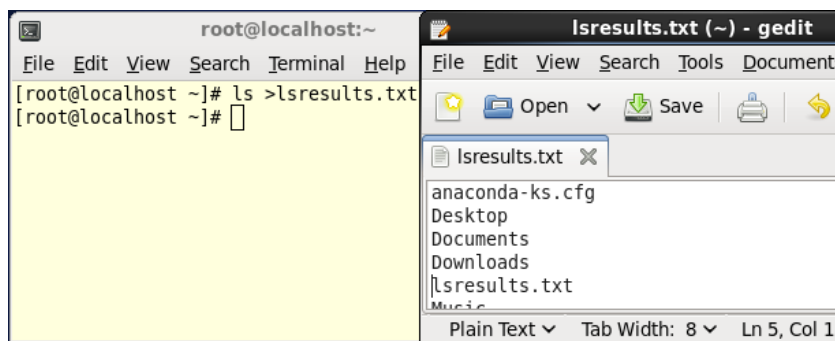 root@localhost:~
File Edit View Search Terminal Help
[root@localhost ~]# ls >lsresults.txt
[root@localhost ~]#
lsresults.txt (~) - gedit
File Edit View Search Tools Document
Open Save
lsresults.txt
anaconda-ks.cfg
Desktop
Documents
Downloads
lsresults.txt
Music
Plain Text Tab Width: 8 Ln 5, Col 1